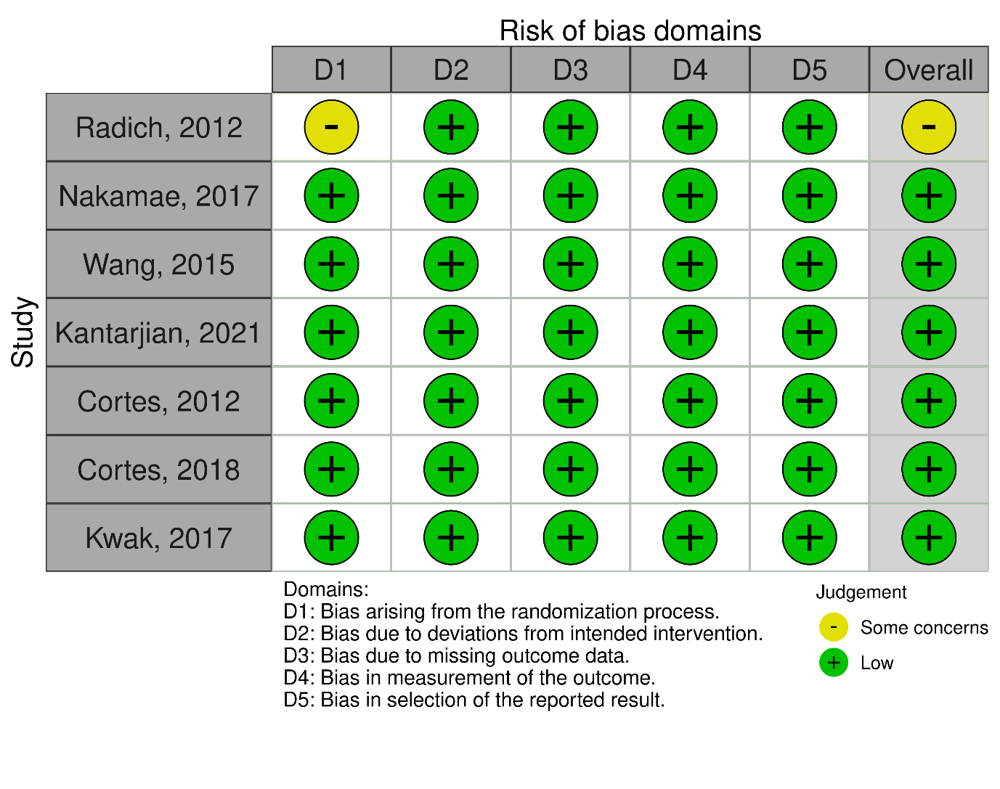 Risk of bias domains
D1 D2 D3 D4 D5 Overall
Study
Radich, 2012 - + + + + -
Nakamae, 2017 + + + + + +
Wang, 2015 + + + + + +
Kantarjian, 2021 + + + + + +
Cortes, 2012 + + + + + +
Cortes, 2018 + + + + + +
Kwak, 2017 + + + + + +
Domains:
D1: Bias arising from the randomization process.
D2: Bias due to deviations from intended intervention.
D3: Bias due to missing outcome data.
D4: Bias in measurement of the outcome.
D5: Bias in selection of the reported result.
Judgement
- Some concerns
+ Low